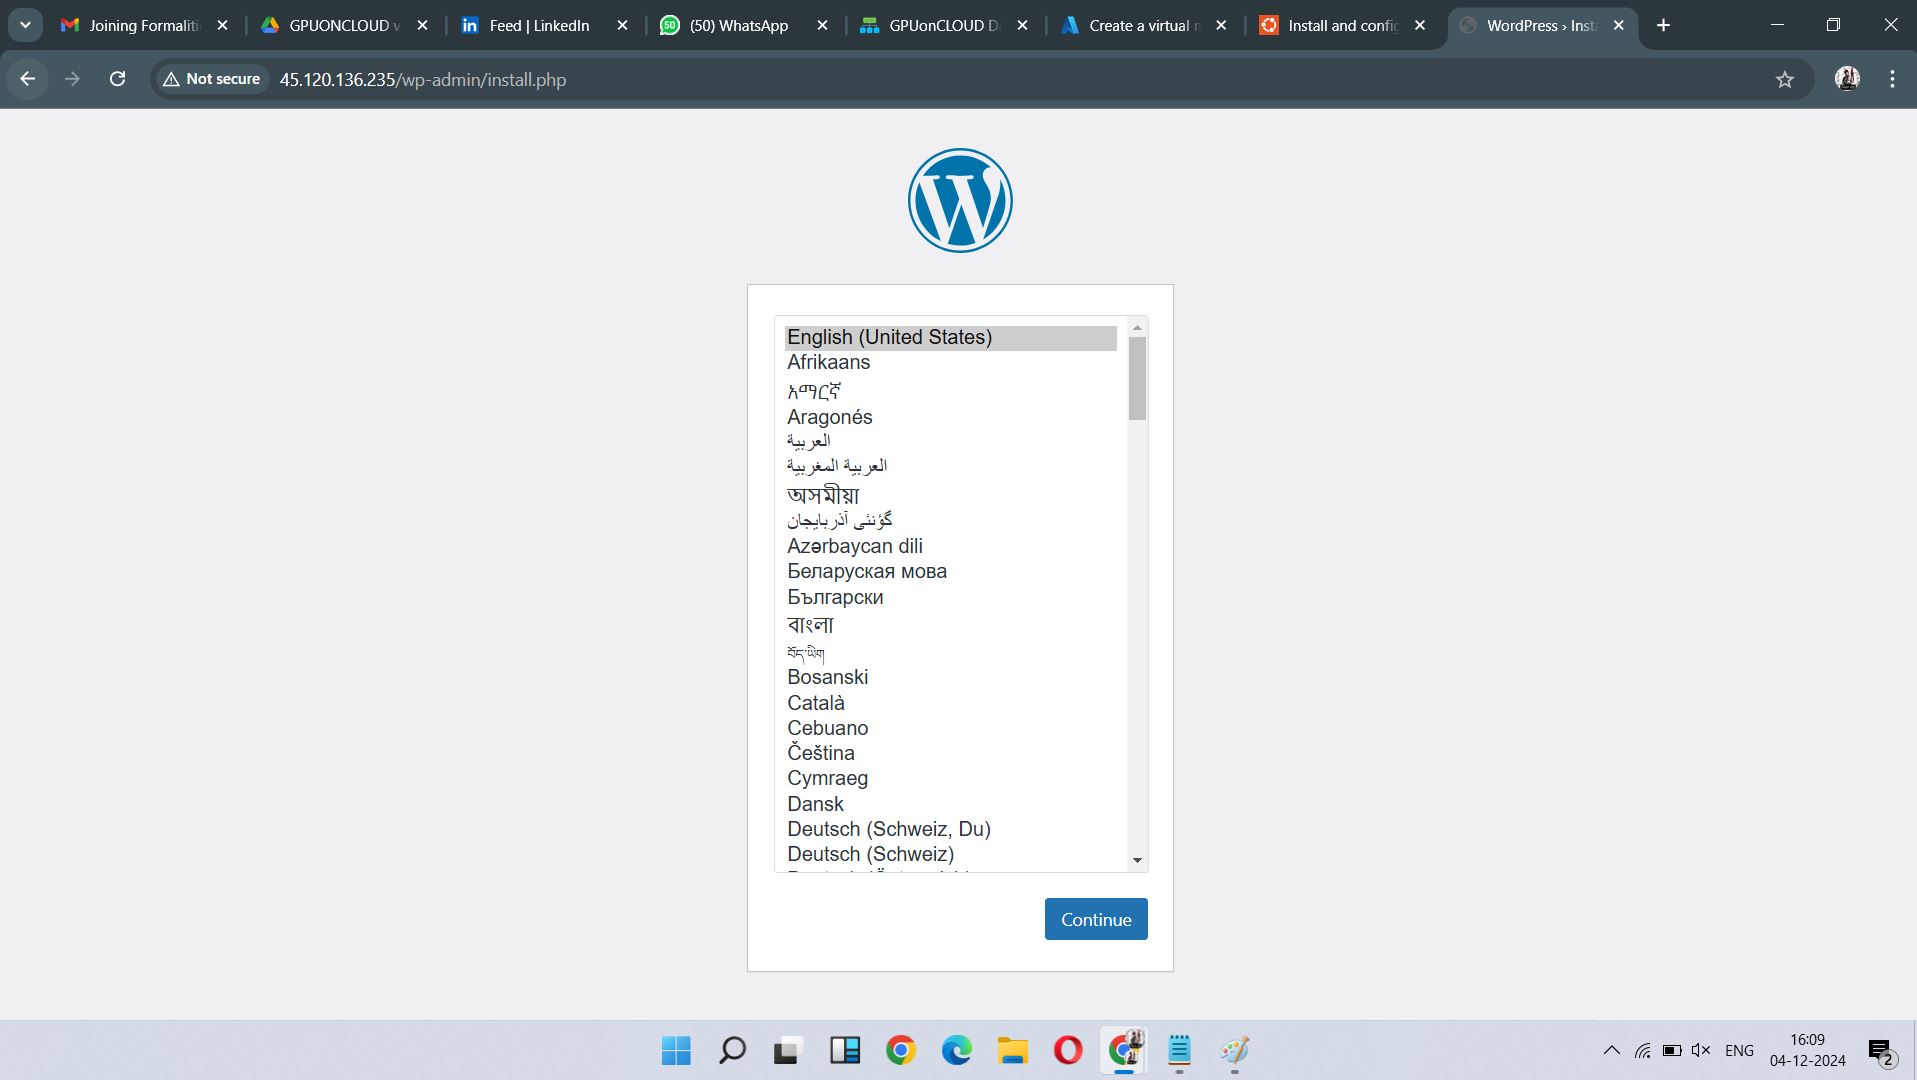 Joining Formaliti
GPUONCLOUD v
Feed | LinkedIn
(50) WhatsApp
GPUonCLOUD D
Create a virtual
Install and config
WordPress › Insta
Not secure
45.120.136.235/wp-admin/install.php
English (United States)
Afrikaans
አማርኛ
Aragonés
العربية
العربية المغربية
অসমীয়া
گؤنئی آذربایجان
Azərbaycan dili
Беларуская мова
Български
বাংলা
བོད་ཡིག
Bosanski
Català
Cebuano
Čeština
Cymraeg
Dansk
Deutsch (Schweiz, Du)
Deutsch (Schweiz)
Continue
ENG
16:09
04-12-2024
2